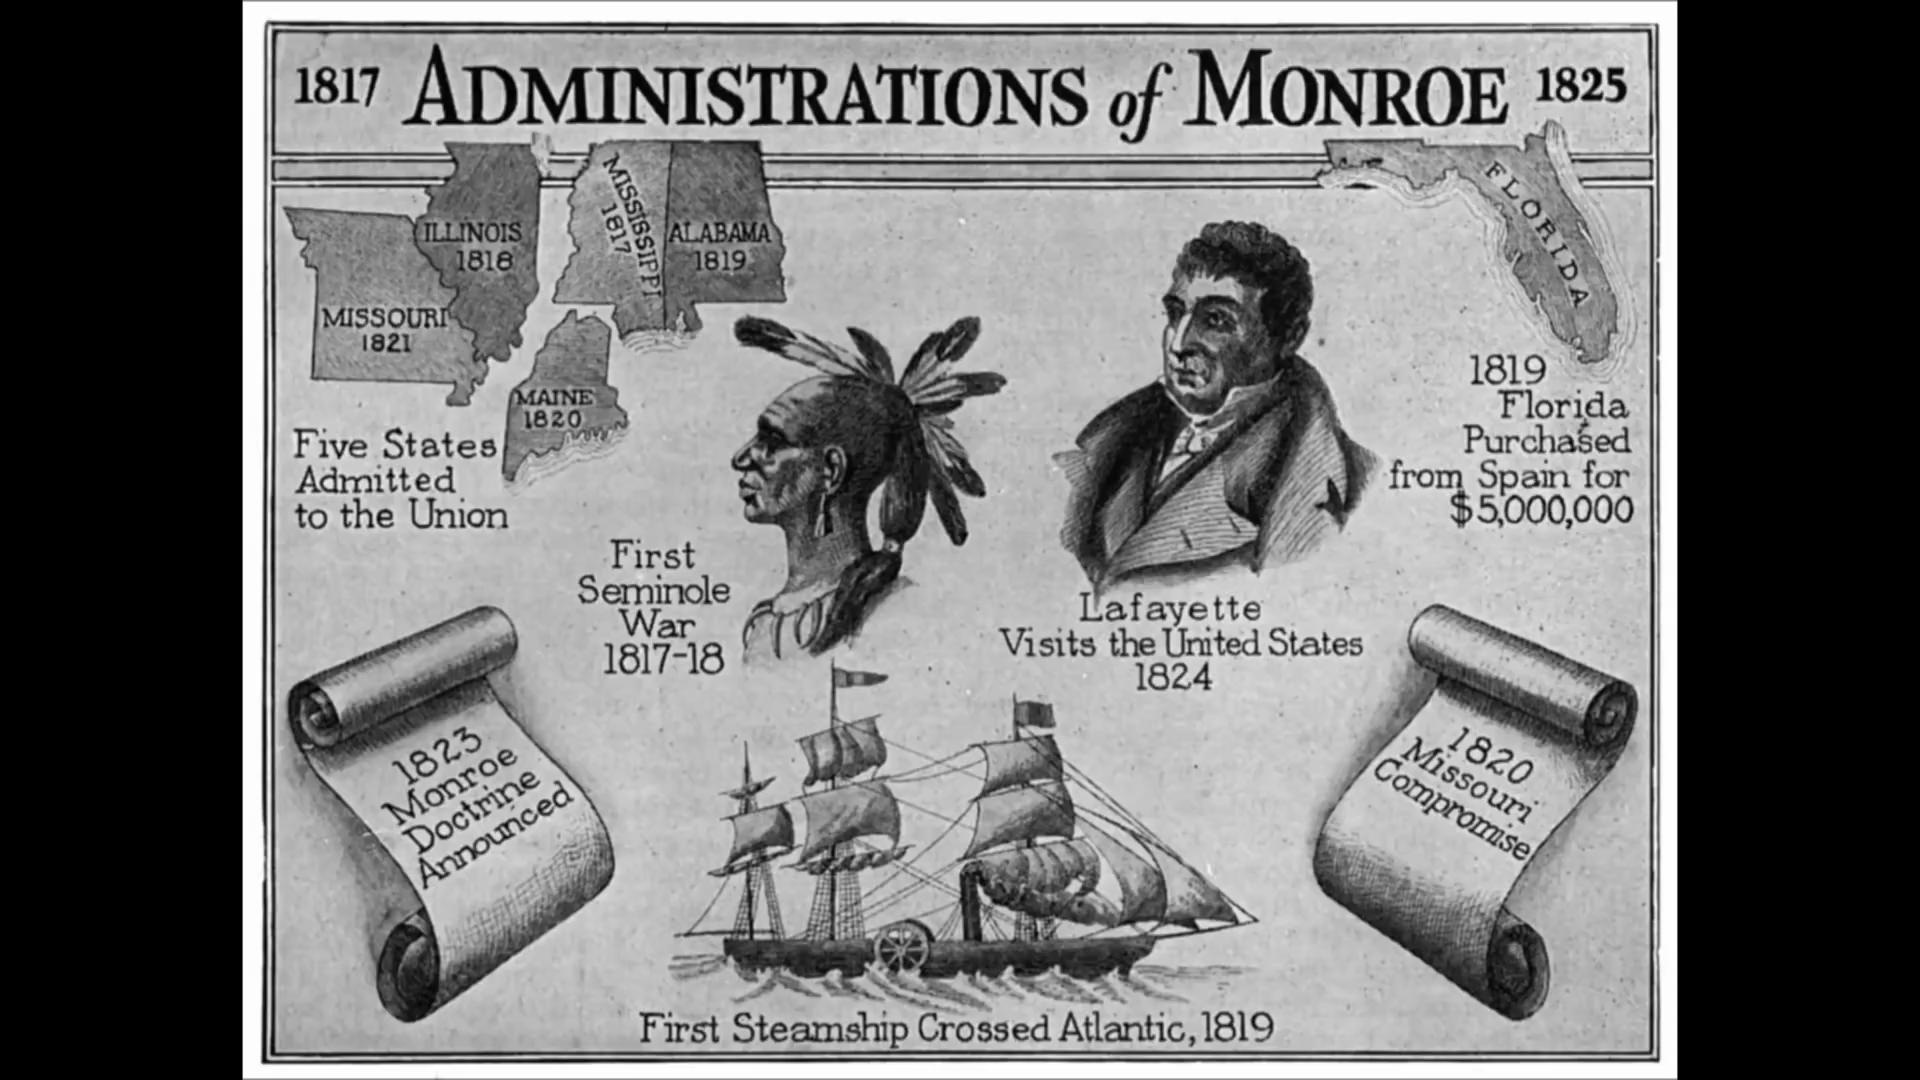 1817 ADMINISTRATIONS of MONROE 1825
ILLINOIS
1818
MISSISSIPPI
1817
ALABAMA
1819
MISSOURI
1821
MAINE
1820
Five States
Admitted
to the Union
FLORIDA
1819
Florida
Purchased
from Spain for
$5,000,000
First
Seminole
War
1817-18
Lafayette
Visits the United States
1824
1823
Monroe
Doctrine
Announced
1820
Missouri
Compromise
First Steamship Crossed Atlantic, 1819